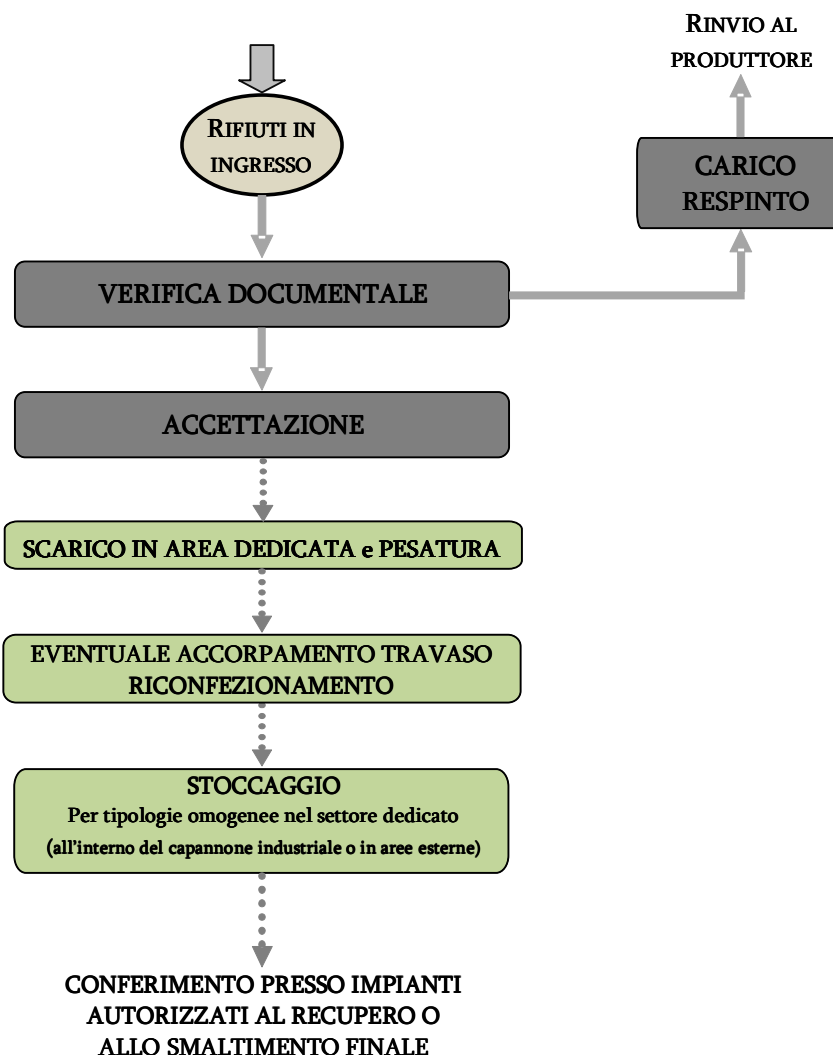 RINVIO AL
PRODUTTORE
RIFIUTI IN
INGRESSO
CARICO
RESPINTO
VERIFICA DOCUMENTALE
ACCETTAZIONE
SCARICO IN AREA DEDICATA e PESATURA
EVENTUALE ACCORPAMENTO TRAVASO
RICONFEZIONAMENTO
STOCCAGGIO
Per tipologie omogenee nel settore dedicato
(all'interno del capannone industriale o in aree esterne)
CONFERIMENTO PRESSO IMPIANTI
AUTORIZZATI AL RECUPERO O
ALLO SMALTIMENTO FINALE